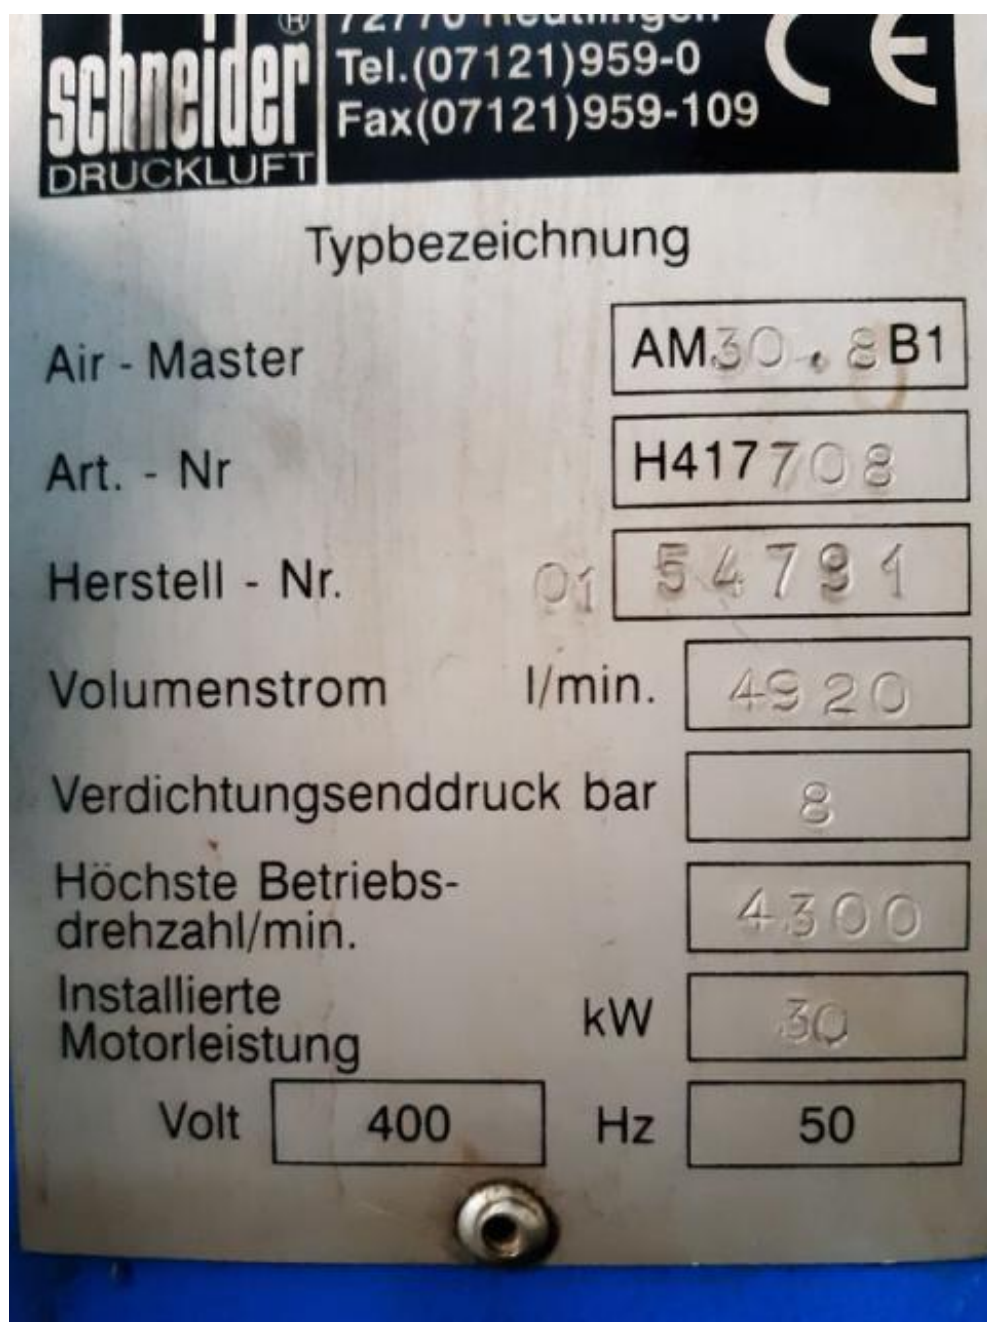 schneider ®
DRUCKLUFT
72770 Reutlingen
Tel.(07121)959-0
Fax(07121)959-109
CE
Typbezeichnung
Air - Master AM30.8B1
Art. - Nr H417708
Herstell - Nr. 01 54791
Volumenstrom l/min. 4920
Verdichtungsenddruck bar 8
Höchste Betriebs-
drehzahl/min. 4300
Installierte
Motorleistung kW 30
Volt 400 Hz 50